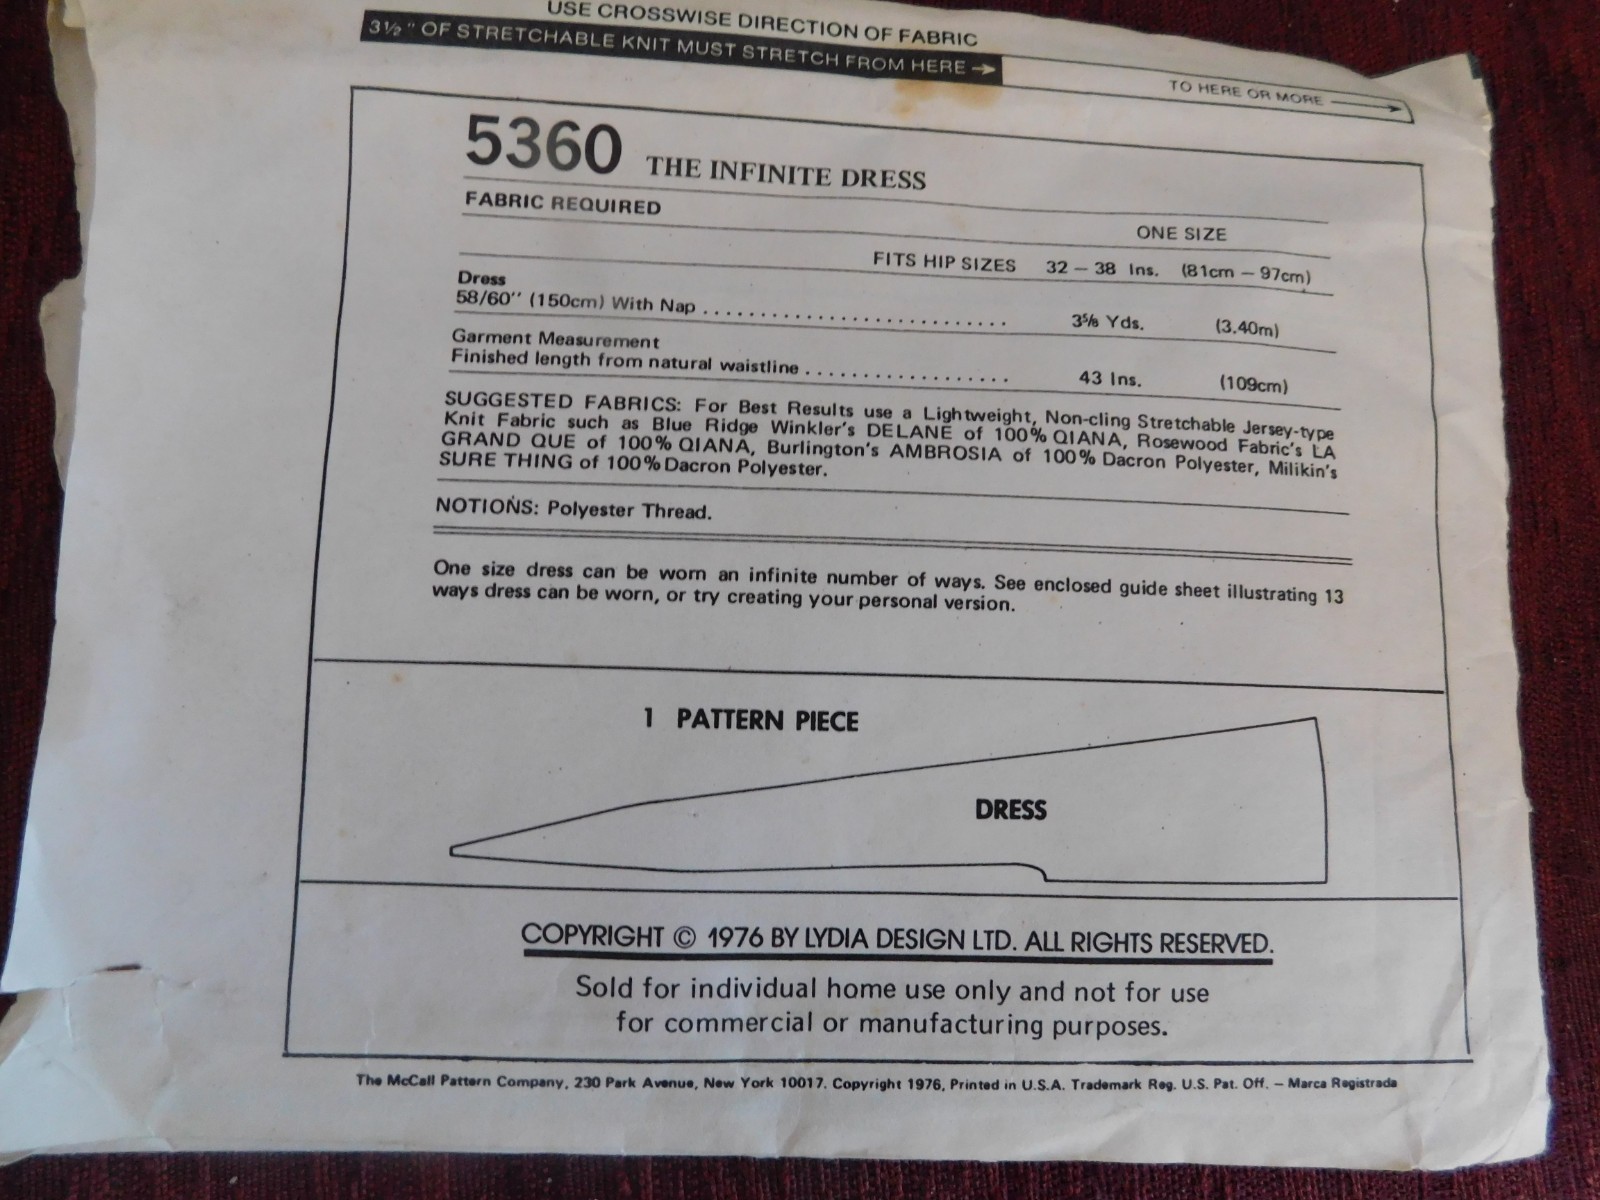 USE CROSSWISE DIRECTION OF FABRIC
3½" OF STRETCHABLE KNIT MUST STRETCH FROM HERE →
TO HERE OR MORE →
5360 THE INFINITE DRESS
FABRIC REQUIRED
ONE SIZE
FITS HIP SIZES 32 – 38 Ins. (81cm – 97cm)
Dress
58/60" (150cm) With Nap .......................... 3⅝ Yds. (3.40m)
Garment Measurement
Finished length from natural waistline .................. 43 Ins. (109cm)
SUGGESTED FABRICS: For Best Results use a Lightweight, Non-cling Stretchable Jersey-type
Knit Fabric such as Blue Ridge Winkler's DELANE of 100% QIANA, Rosewood Fabric's LA
GRAND QUE of 100% QIANA, Burlington's AMBROSIA of 100% Dacron Polyester, Milikin's
SURE THING of 100% Dacron Polyester.
NOTIONS: Polyester Thread.
One size dress can be worn an infinite number of ways. See enclosed guide sheet illustrating 13
ways dress can be worn, or try creating your personal version.
1 PATTERN PIECE
DRESS
COPYRIGHT © 1976 BY LYDIA DESIGN LTD. ALL RIGHTS RESERVED.
Sold for individual home use only and not for use
for commercial or manufacturing purposes.
The McCall Pattern Company, 230 Park Avenue, New York 10017. Copyright 1976, Printed in U.S.A. Trademark Reg. U.S. Pat. Off. – Marca Registrada